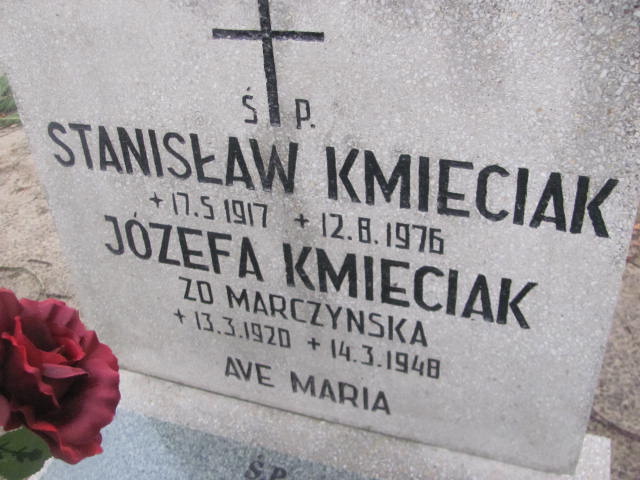 Ś P.
STANISŁAW KMIECIAK
+ 17.5 1917 + 12.8.1976
JÓZEFA KMIECIAK
ZD MARCZYNSKA
+ 13.3.1920 + 14.3.1948
AVE MARIA
Ś.P.